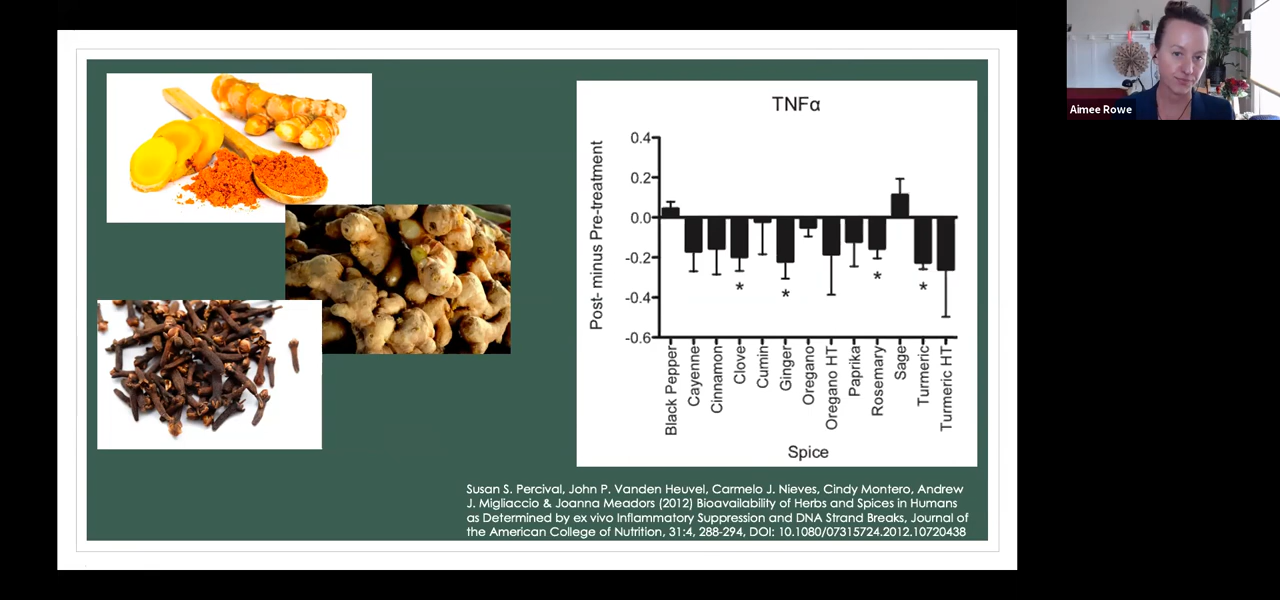 Aimee Rowe
TNFα
Post- minus Pre-treatment
0.4
0.2
0.0
-0.2
-0.4
-0.6
*
*
*
*
Black Pepper
Cayenne
Cinnamon
Clove
Cumin
Ginger
Oregano
Oregano HT
Paprika
Rosemary
Sage
Turmeric
Turmeric HT
Spice
Susan S. Percival, John P. Vanden Heuvel, Carmelo J. Nieves, Cindy Montero, Andrew
J. Migliaccio & Joanna Meadors (2012) Bioavailability of Herbs and Spices in Humans
as Determined by ex vivo Inflammatory Suppression and DNA Strand Breaks, Journal of
the American College of Nutrition, 31:4, 288-294, DOI: 10.1080/07315724.2012.10720438